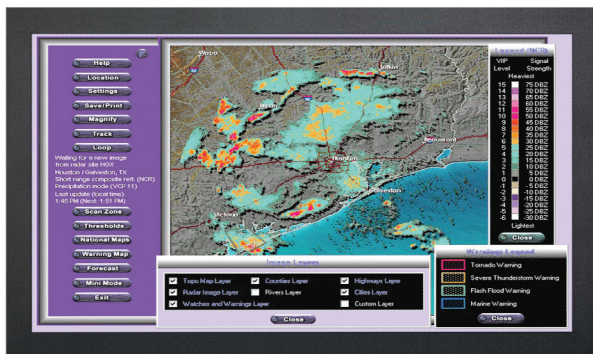 Help
Location
Settings
Save/Print
Magnify
Track
Loop
Waiting for a new image
from radar site HGX
Houston / Galveston, TX
Short range composite refl. (NCR)
Precipitation mode (VCP 11)
Last update (local time):
1:46 PM (Next: 1:51 PM)
Scan Zone
Thresholds
National Maps
Warning Map
Forecast
Mini Mode
Exit
Waco
Lufkin
Bryan
Beaumont
Houston
Galveston
Victoria
Legend (NCR)
VIP Signal
Level Strength
Heaviest
15 75 DBZ
14 70 DBZ
13 65 DBZ
12 60 DBZ
11 55 DBZ
10 50 DBZ
9 45 DBZ
8 40 DBZ
7 35 DBZ
6 30 DBZ
5 25 DBZ
4 20 DBZ
3 15 DBZ
2 10 DBZ
1 5 DBZ
0 0 DBZ
-1 -5 DBZ
-2 -10 DBZ
-3 -15 DBZ
-4 -20 DBZ
-5 -25 DBZ
-6 -30 DBZ
Lightest
Close
Image Layers
Topo Map Layer Counties Layer Highways Layer
Radar Image Layer Rivers Layer Cities Layer
Watches and Warnings Layer Custom Layer
Close
Warnings Legend
Tornado Warning
Severe Thunderstorm Warning
Flash Flood Warning
Marine Warning
Close